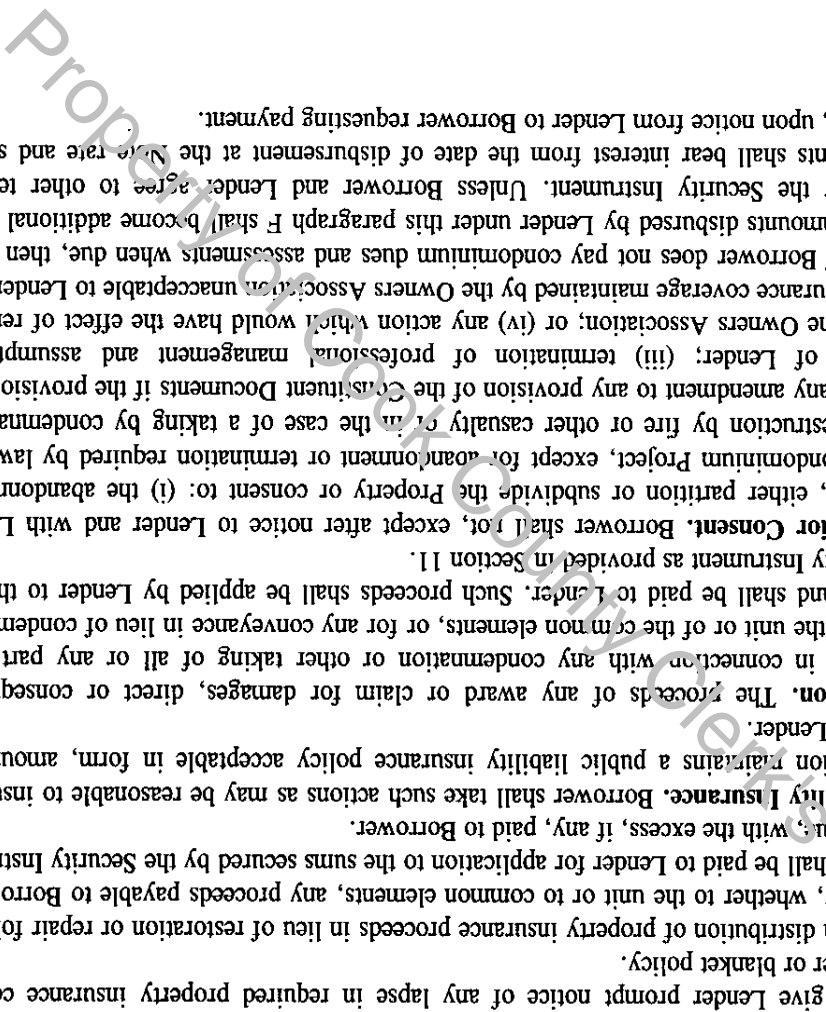 give Lender prompt notice of any lapse in required property insurance co
er or blanket policy.
distribution of property insurance proceeds in lieu of restoration or repair fol
, whether to the unit or to common elements, any proceeds payable to Borro
hall be paid to Lender for application to the sums secured by the Security Instr
with the excess, if any, paid to Borrower.
ity Insurance. Borrower shall take such actions as may be reasonable to insu
ion maintains a public liability insurance policy acceptable in form, amou
Lender.
on. The proceeds of any award or claim for damages, direct or conseq
in connection with any condemnation or other taking of all or any part
the unit or of the common elements, or for any conveyance in lieu of condem
and shall be paid to Lender. Such proceeds shall be applied by Lender to th
y Instrument as provided in Section 11.
ior Consent. Borrower shall not, except after notice to Lender and with L
, either partition or subdivide the Property or consent to: (i) the abandonn
ondominium Project, except for abandonment or termination required by law
estruction by fire or other casualty or in the case of a taking by condemna
any amendment to any provision of the Constituent Documents if the provisio
of Lender; (iii) termination of professional management and assumpt
he Owners Association; or (iv) any action which would have the effect of ren
urance coverage maintained by the Owners Association unacceptable to Lender
Borrower does not pay condominium dues and assessments when due, then
mounts disbursed by Lender under this paragraph F shall become additional
the Security Instrument. Unless Borrower and Lender agree to other te
nts shall bear interest from the date of disbursement at the Note rate and s
, upon notice from Lender to Borrower requesting payment.
Property of Cook County Clerk's